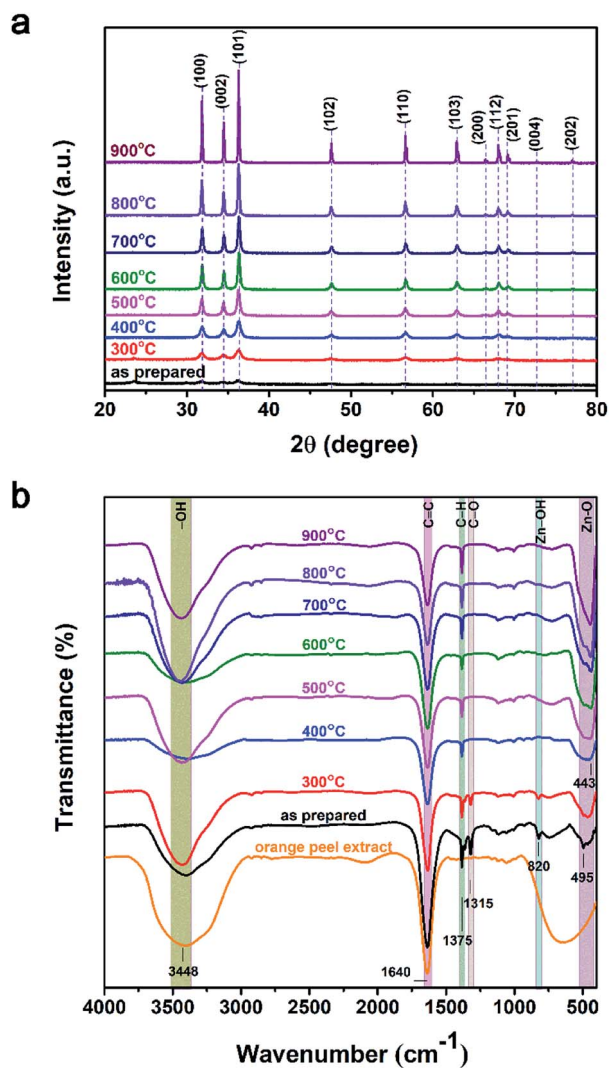 a
Intensity (a.u.)
(100)
(002)
(101)
(102)
(110)
(103)
(200)
(112)
(201)
(004)
(202)
900°C
800°C
700°C
600°C
500°C
400°C
300°C
as prepared
20 30 40 50 60 70 80
2θ (degree)
b
Transmittance (%)
–OH
C=C
C–H
C–O
Zn-OH
Zn-O
900°C
800°C
700°C
600°C
500°C
400°C
300°C
as prepared
orange peel extract
443
495
820
1315
1375
1640
3448
4000 3500 3000 2500 2000 1500 1000 500
Wavenumber (cm⁻¹)